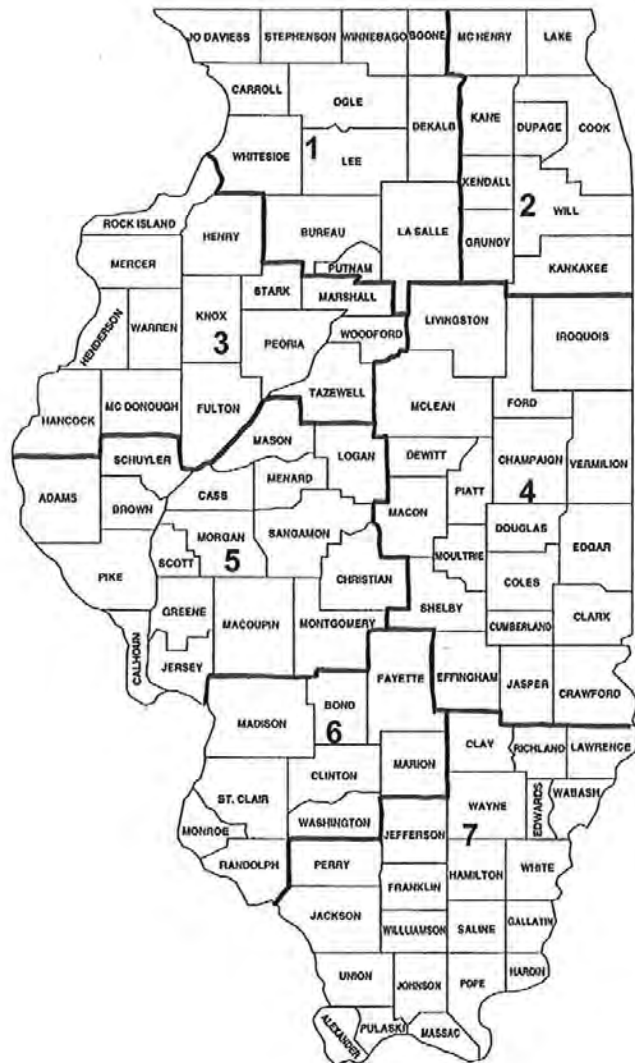 JO DAVIESS STEPHENSON WINNEBAGO BOONE MC HENRY LAKE
CARROLL OGLE DEKALB KANE DUPAGE COOK
WHITESIDE 1 LEE KENDALL 2 WILL
ROCK ISLAND HENRY BUREAU LA SALLE GRUNDY
MERCER PUTNAM KANKAKEE
HENDERSON WARREN KNOX STARK MARSHALL LIVINGSTON IROQUOIS
3 PEORIA WOODFORD
HANCOCK MC DONOUGH FULTON TAZEWELL MCLEAN FORD
SCHUYLER MASON LOGAN DEWITT CHAMPAIGN VERMILION
ADAMS BROWN CASS MENARD MACON PIATT 4
PIKE SCOTT MORGAN SANGAMON MOULTRIE DOUGLAS EDGAR
5 CHRISTIAN COLES
CALHOUN GREENE MACOUPIN MONTGOMERY SHELBY CUMBERLAND CLARK
JERSEY FAYETTE EFFINGHAM JASPER CRAWFORD
MADISON BOND CLAY RICHLAND LAWRENCE
6
ST. CLAIR CLINTON MARION WAYNE EDWARDS WABASH
MONROE WASHINGTON JEFFERSON 7
RANDOLPH PERRY FRANKLIN HAMILTON WHITE
JACKSON WILLIAMSON SALINE GALLATIN
UNION JOHNSON POPE HARDIN
ALEXANDER PULASKI MASSAC